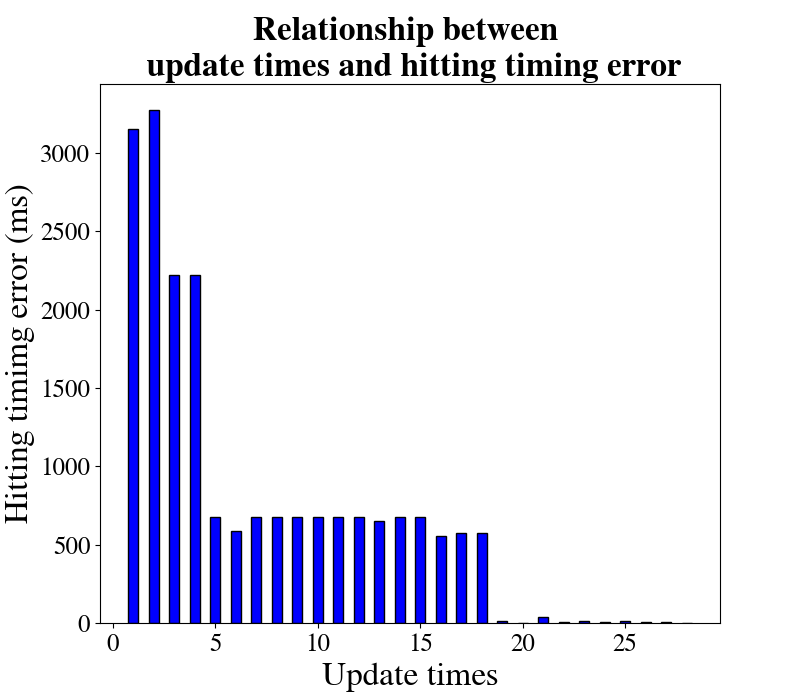 Relationship between
update times and hitting timing error
Hitting timimg error (ms)
3000
2500
2000
1500
1000
500
0
0 5 10 15 20 25
Update times